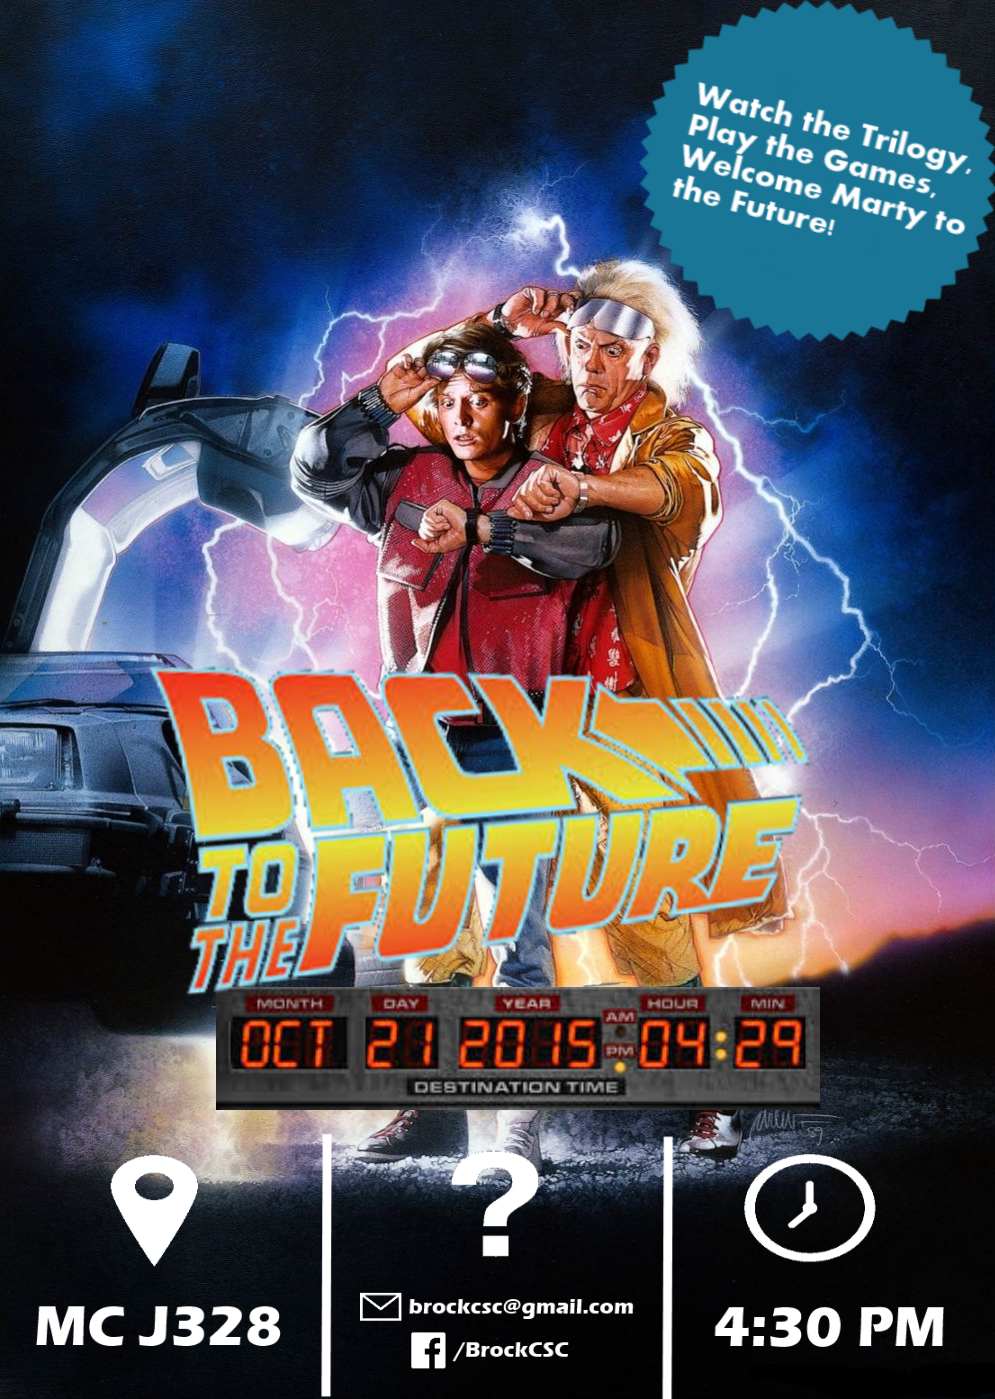 Watch the Trilogy,
Play the Games,
Welcome Marty to
the Future!
BACK
TO
THE FUTURE
MONTH DAY YEAR AM HOUR MIN
OCT 21 2015 PM 04:29
DESTINATION TIME
89
?
brockcsc@gmail.com
/BrockCSC
MC J328
4:30 PM